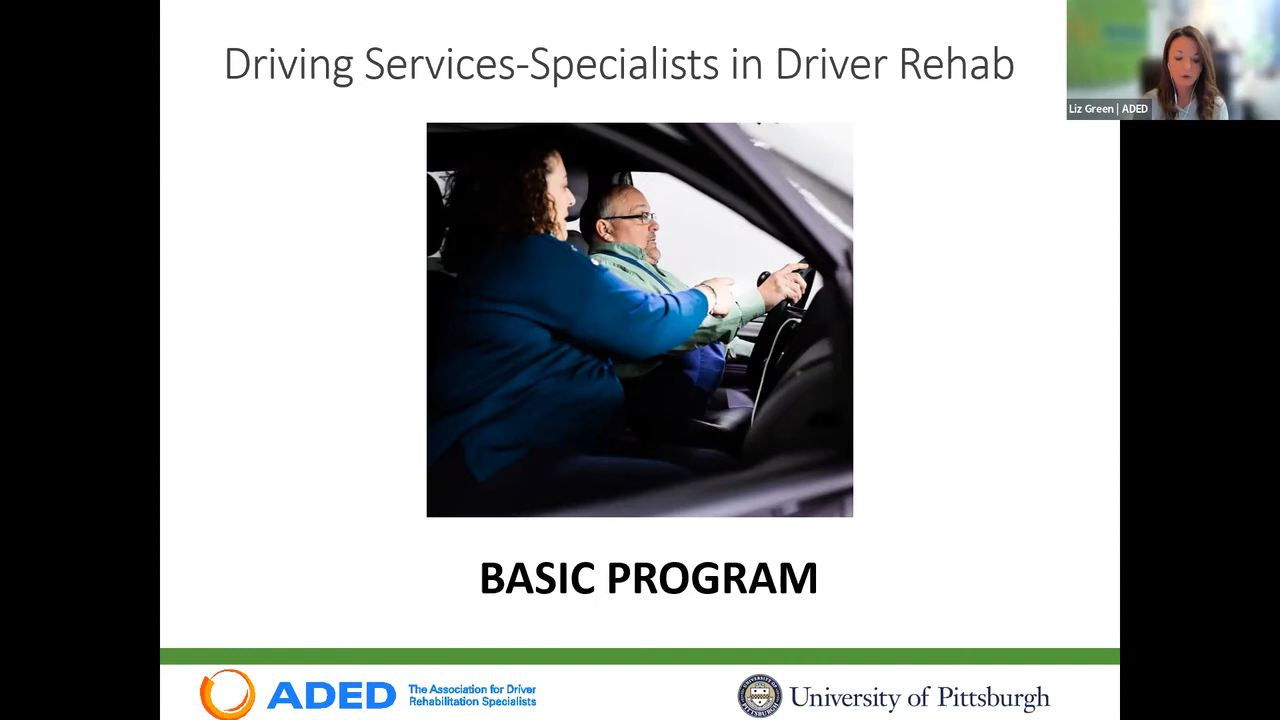 Driving Services-Specialists in Driver Rehab
Liz Green | ADED
BASIC PROGRAM
ADED
The Association for Driver
Rehabilitation Specialists
University of Pittsburgh